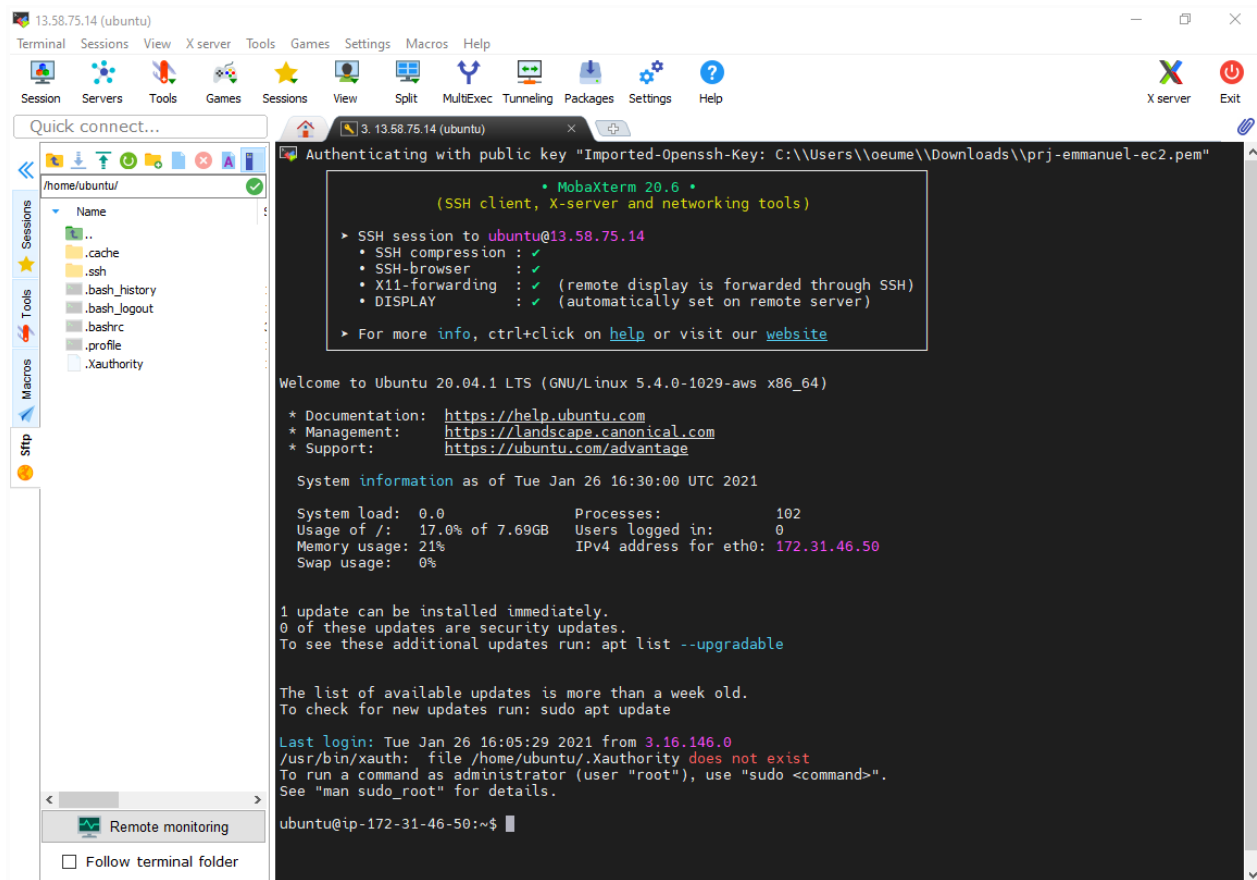 13.58.75.14 (ubuntu)
Terminal Sessions View X server Tools Games Settings Macros Help
Session Servers Tools Games Sessions View Split MultiExec Tunneling Packages Settings Help X server Exit
Quick connect...
3. 13.58.75.14 (ubuntu)
/home/ubuntu/
Name
..
.cache
.ssh
.bash_history
.bash_logout
.bashrc
.profile
.Xauthority
Sessions
Tools
Macros
Sftp
Remote monitoring
Follow terminal folder
Authenticating with public key "Imported-Openssh-Key: C:\\Users\\oeume\\Downloads\\prj-emmanuel-ec2.pem"
• MobaXterm 20.6 •
(SSH client, X-server and networking tools)
➤ SSH session to ubuntu@13.58.75.14
• SSH compression : ✔
• SSH-browser : ✔
• X11-forwarding : ✔ (remote display is forwarded through SSH)
• DISPLAY : ✔ (automatically set on remote server)
➤ For more info, ctrl+click on help or visit our website
Welcome to Ubuntu 20.04.1 LTS (GNU/Linux 5.4.0-1029-aws x86_64)
* Documentation: https://help.ubuntu.com
* Management: https://landscape.canonical.com
* Support: https://ubuntu.com/advantage
System information as of Tue Jan 26 16:30:00 UTC 2021
System load: 0.0 Processes: 102
Usage of /: 17.0% of 7.69GB Users logged in: 0
Memory usage: 21% IPv4 address for eth0: 172.31.46.50
Swap usage: 0%
1 update can be installed immediately.
0 of these updates are security updates.
To see these additional updates run: apt list --upgradable
The list of available updates is more than a week old.
To check for new updates run: sudo apt update
Last login: Tue Jan 26 16:05:29 2021 from 3.16.146.0
/usr/bin/xauth: file /home/ubuntu/.Xauthority does not exist
To run a command as administrator (user "root"), use "sudo <command>".
See "man sudo_root" for details.
ubuntu@ip-172-31-46-50:~$